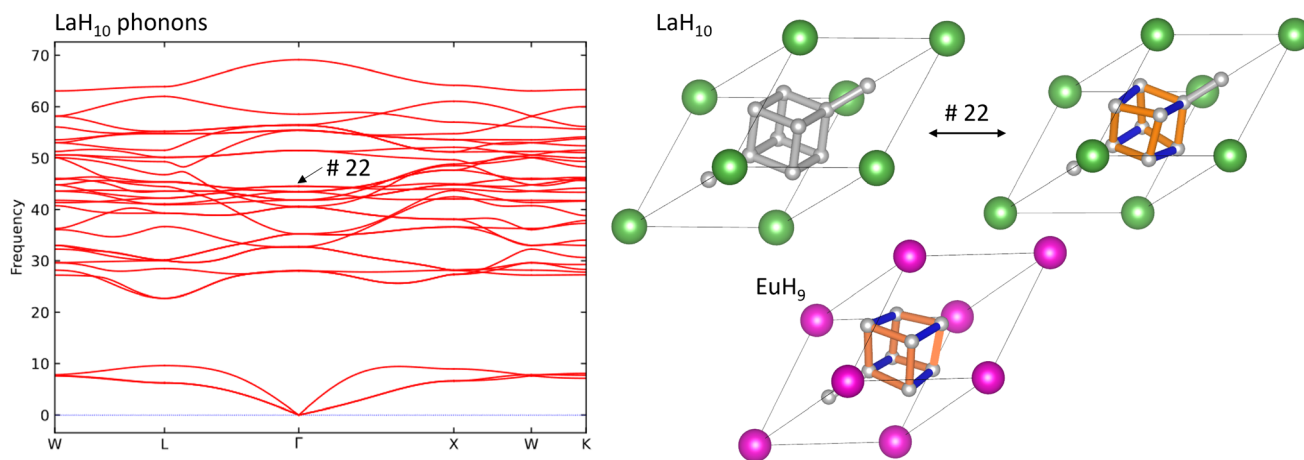 LaH₁₀ phonons
70
60
50
40
30
20
10
0
Frequency
# 22
W
L
Γ
X
W
K
LaH₁₀
# 22
EuH₉